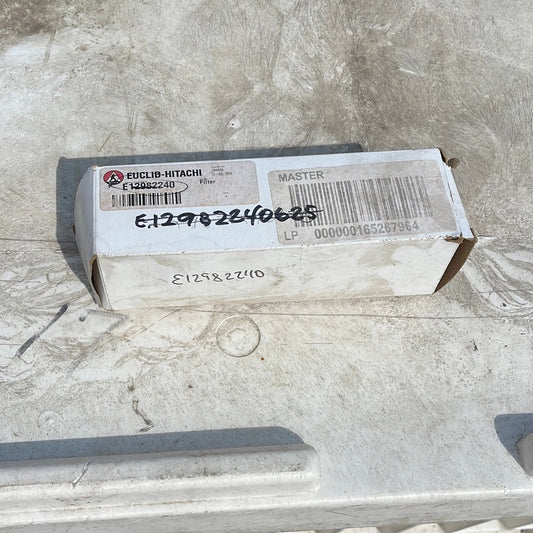 EUCLID-HITACHI
E12982240
Filter
MASTER
E12982240625
LP 000000165267964
E12982240